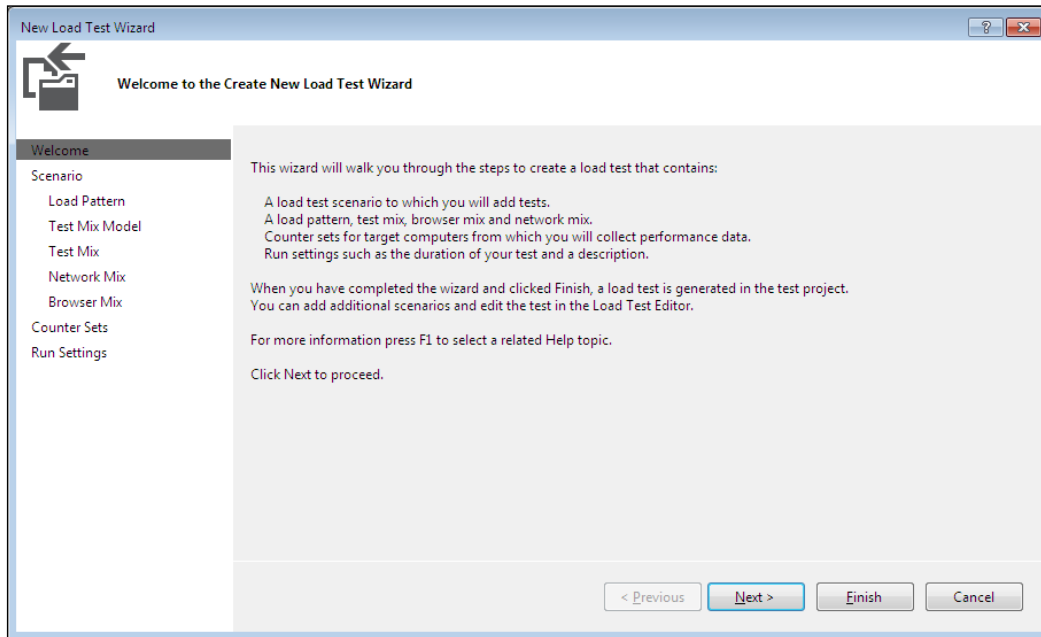 New Load Test Wizard
Welcome to the Create New Load Test Wizard
Welcome
Scenario
Load Pattern
Test Mix Model
Test Mix
Network Mix
Browser Mix
Counter Sets
Run Settings
This wizard will walk you through the steps to create a load test that contains:
A load test scenario to which you will add tests.
A load pattern, test mix, browser mix and network mix.
Counter sets for target computers from which you will collect performance data.
Run settings such as the duration of your test and a description.
When you have completed the wizard and clicked Finish, a load test is generated in the test project.
You can add additional scenarios and edit the test in the Load Test Editor.
For more information press F1 to select a related Help topic.
Click Next to proceed.
< Previous
Next >
Finish
Cancel